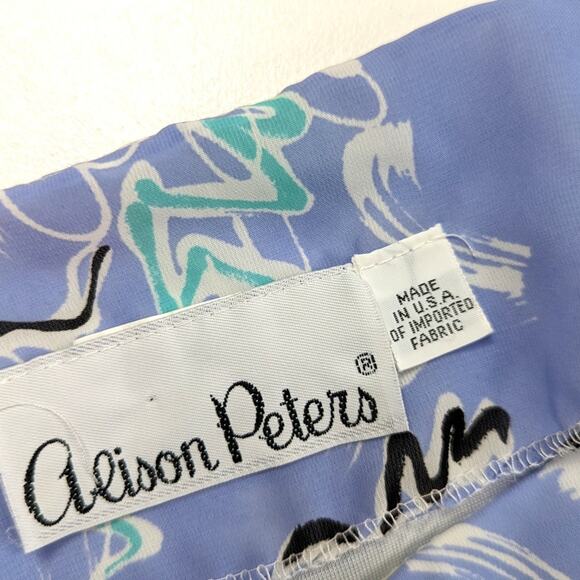 Alison Peters®
MADE
IN U.S.A.
OF IMPORTED
FABRIC